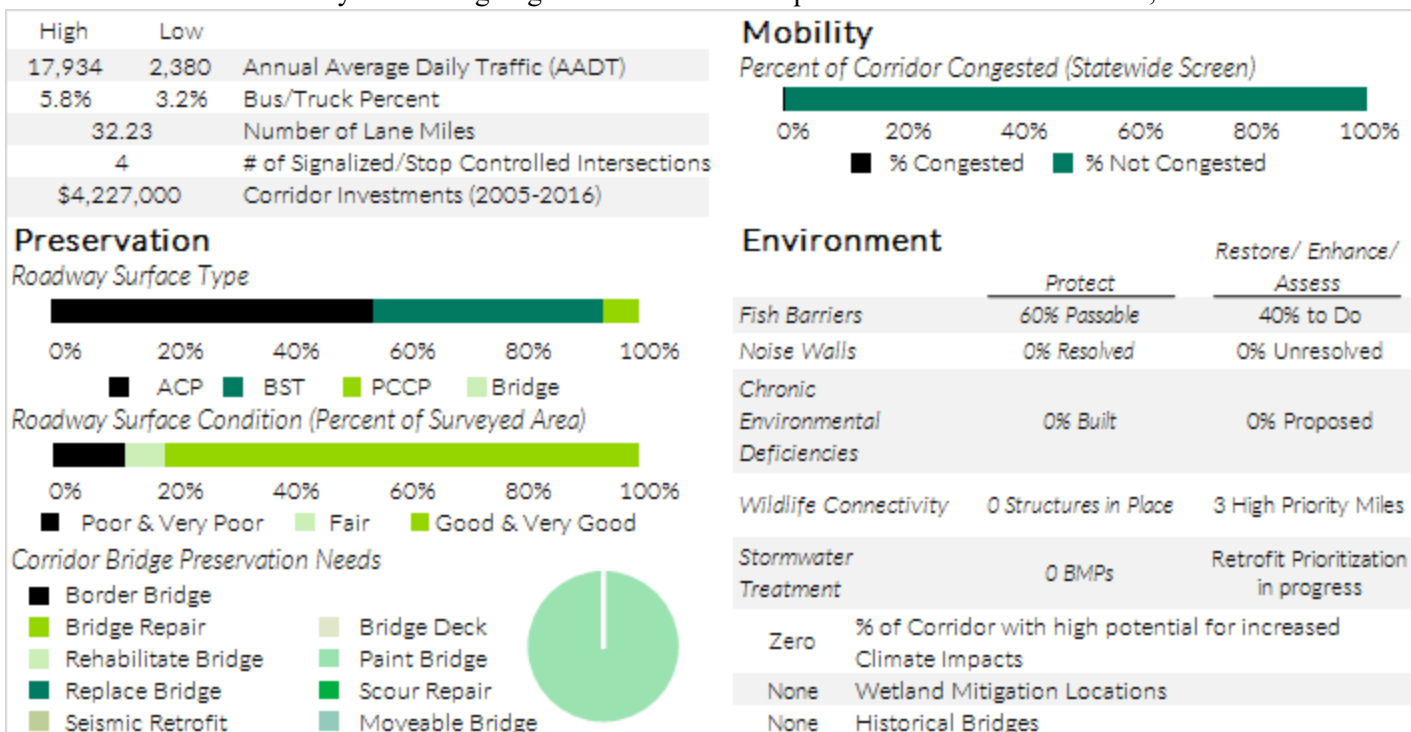 High Low
17,934 2,380 Annual Average Daily Traffic (AADT)
5.8% 3.2% Bus/Truck Percent
32.23 Number of Lane Miles
4 # of Signalized/Stop Controlled Intersections
$4,227,000 Corridor Investments (2005-2016)
Preservation
Roadway Surface Type
0% 20% 40% 60% 80% 100%
ACP BST PCCP Bridge
Roadway Surface Condition (Percent of Surveyed Area)
0% 20% 40% 60% 80% 100%
Poor & Very Poor Fair Good & Very Good
Corridor Bridge Preservation Needs
Border Bridge
Bridge Repair Bridge Deck
Rehabilitate Bridge Paint Bridge
Replace Bridge Scour Repair
Seismic Retrofit Moveable Bridge
Mobility
Percent of Corridor Congested (Statewide Screen)
0% 20% 40% 60% 80% 100%
% Congested % Not Congested
Environment
Restore/ Enhance/
Protect Assess
Fish Barriers 60% Passable 40% to Do
Noise Walls 0% Resolved 0% Unresolved
Chronic
Environmental 0% Built 0% Proposed
Deficiencies
Wildlife Connectivity 0 Structures in Place 3 High Priority Miles
Stormwater Retrofit Prioritization
Treatment 0 BMPs in progress
Zero % of Corridor with high potential for increased
Climate Impacts
None Wetland Mitigation Locations
None Historical Bridges